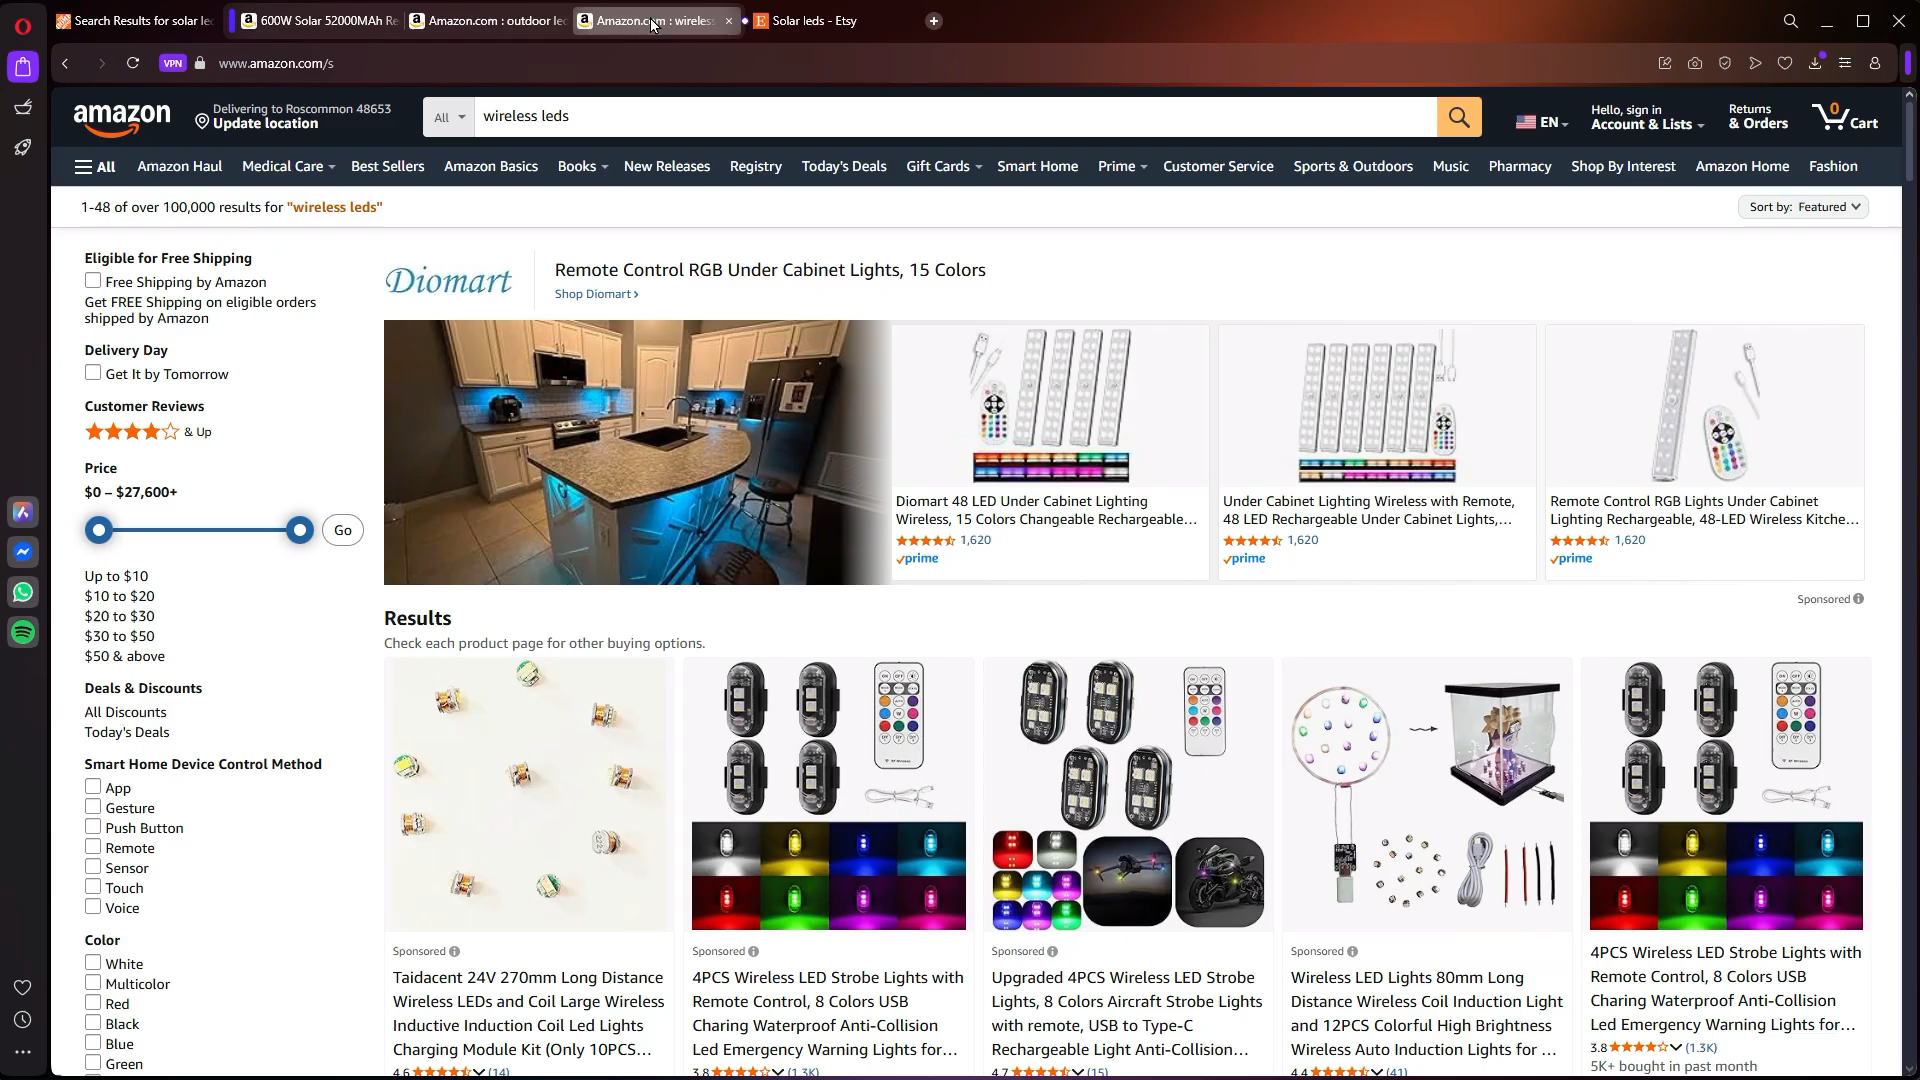 Search Results for solar le
600W Solar 52000MAh Re
Amazon.com : outdoor le
Amazon.com : wireless
Solar leds - Etsy
VPN
www.amazon.com/s
amazon
Delivering to Roscommon 48653
Update location
All
wireless leds
EN
Hello, sign in
Account & Lists
Returns
& Orders
0
Cart
All
Amazon Haul
Medical Care
Best Sellers
Amazon Basics
Books
New Releases
Registry
Today's Deals
Gift Cards
Smart Home
Prime
Customer Service
Sports & Outdoors
Music
Pharmacy
Shop By Interest
Amazon Home
Fashion
1-48 of over 100,000 results for "wireless leds"
Sort by: Featured
Eligible for Free Shipping
Free Shipping by Amazon
Get FREE Shipping on eligible orders
shipped by Amazon
Delivery Day
Get It by Tomorrow
Customer Reviews
& Up
Price
$0 – $27,600+
Go
Up to $10
$10 to $20
$20 to $30
$30 to $50
$50 & above
Deals & Discounts
All Discounts
Today's Deals
Smart Home Device Control Method
App
Gesture
Push Button
Remote
Sensor
Touch
Voice
Color
White
Multicolor
Red
Black
Blue
Green
Diomart
Remote Control RGB Under Cabinet Lights, 15 Colors
Shop Diomart ›
Diomart 48 LED Under Cabinet Lighting
Wireless, 15 Colors Changeable Rechargeable...
1,620
prime
Under Cabinet Lighting Wireless with Remote,
48 LED Rechargeable Under Cabinet Lights,...
1,620
prime
Remote Control RGB Lights Under Cabinet
Lighting Rechargeable, 48-LED Wireless Kitche...
1,620
prime
Sponsored
Results
Check each product page for other buying options.
Sponsored
Taidacent 24V 270mm Long Distance
Wireless LEDs and Coil Large Wireless
Inductive Induction Coil Led Lights
Charging Module Kit (Only 10PCS...
4.6
(14)
Sponsored
4PCS Wireless LED Strobe Lights with
Remote Control, 8 Colors USB
Charing Waterproof Anti-Collision
Led Emergency Warning Lights for...
3.8
(1.3K)
Sponsored
Upgraded 4PCS Wireless LED Strobe
Lights, 8 Colors Aircraft Strobe Lights
with remote, USB to Type-C
Rechargeable Light Anti-Collision...
4.7
(15)
Sponsored
Wireless LED Lights 80mm Long
Distance Wireless Coil Induction Light
and 12PCS Colorful High Brightness
Wireless Auto Induction Lights for ...
4.4
(41)
4PCS Wireless LED Strobe Lights with
Remote Control, 8 Colors USB
Charing Waterproof Anti-Collision
Led Emergency Warning Lights for...
3.8
(1.3K)
5K+ bought in past month